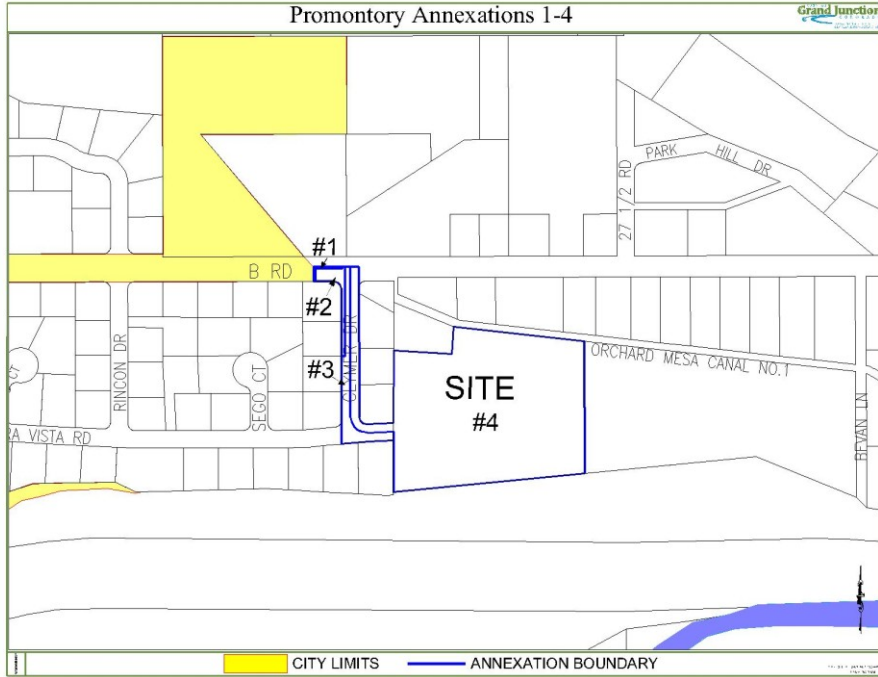 Promontory Annexations 1-4
Grand Junction
PARK HILL DR
27 1/2 RD
#1
B RD
#2
CLYMER DR
ORCHARD MESA CANAL NO.1
#3
SITE
#4
RINCON DR
SEGO CT
CT
RA VISTA RD
BEVAN LN
CITY LIMITS
ANNEXATION BOUNDARY